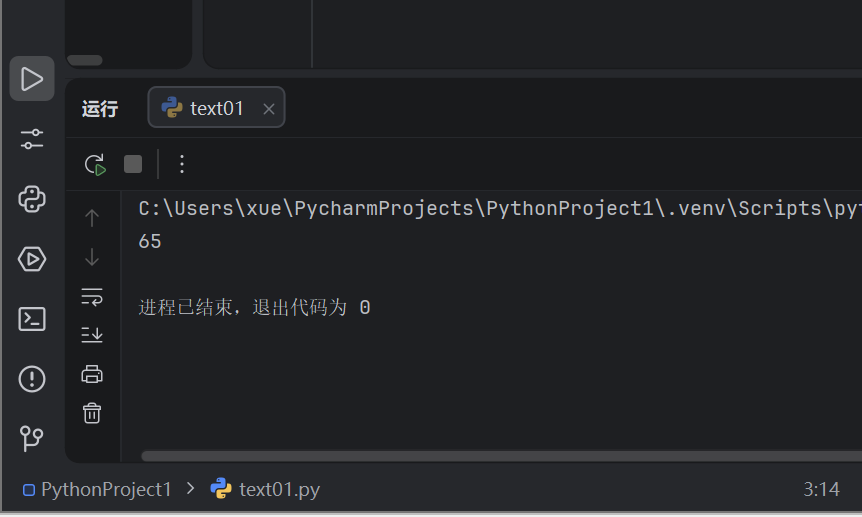 运行
text01
C:\Users\xue\PycharmProjects\PythonProject1\.venv\Scripts\pyt
65
进程已结束，退出代码为 0
PythonProject1 > text01.py
3:14